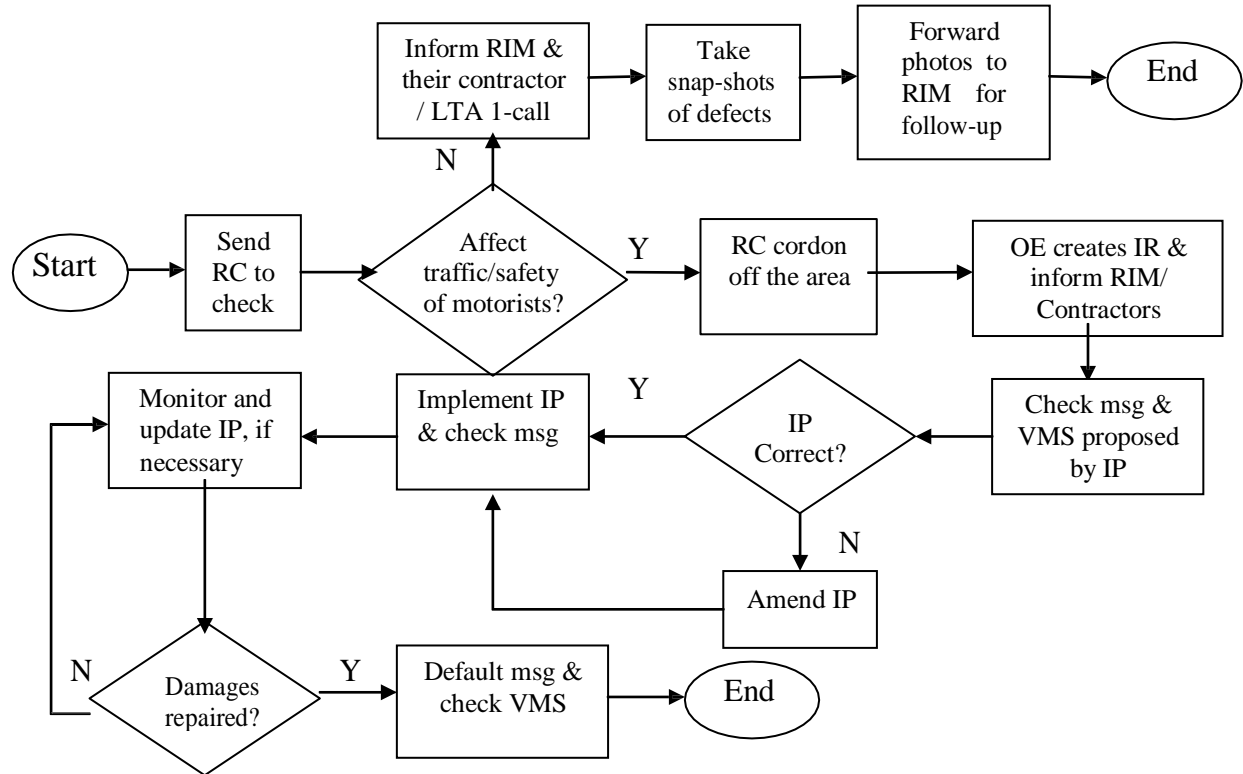 Inform RIM &
their contractor
/ LTA 1-call
Take
snap-shots
of defects
Forward
photos to
RIM for
follow-up
End
N
Start
Send
RC to
check
Affect
traffic/safety
of motorists?
Y
RC cordon
off the area
OE creates IR &
inform RIM/
Contractors
Monitor and
update IP, if
necessary
Implement IP
& check msg
Y
IP
Correct?
Check msg &
VMS proposed
by IP
N
Amend IP
N
Damages
repaired?
Y
Default msg &
check VMS
End